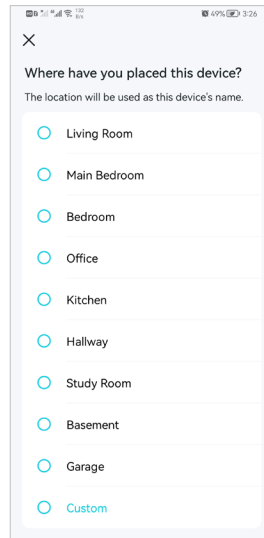 132
B/s
49% 3:26
Where have you placed this device?
The location will be used as this device's name.
Living Room
Main Bedroom
Bedroom
Office
Kitchen
Hallway
Study Room
Basement
Garage
Custom